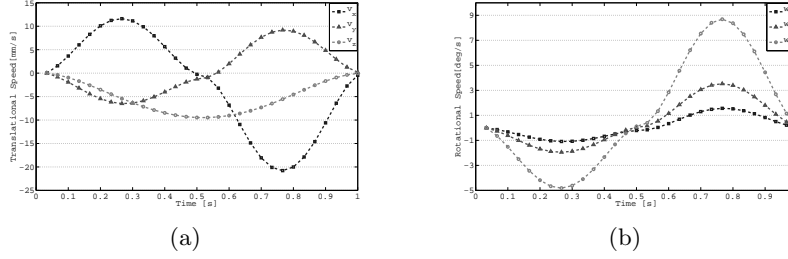 15
10
5
0
−5
−10
−15
−20
−25
Translational Speed[mm/s]
0 0.1 0.2 0.3 0.4 0.5 0.6 0.7 0.8 0.9 1
Time [s]
V_x
V_y
V_z
(a)
9
7
5
3
1
−1
−3
−5
Rotational Speed[deg/s]
0 0.1 0.2 0.3 0.4 0.5 0.6 0.7 0.8 0.9
Time [s]
W
W
W
(b)